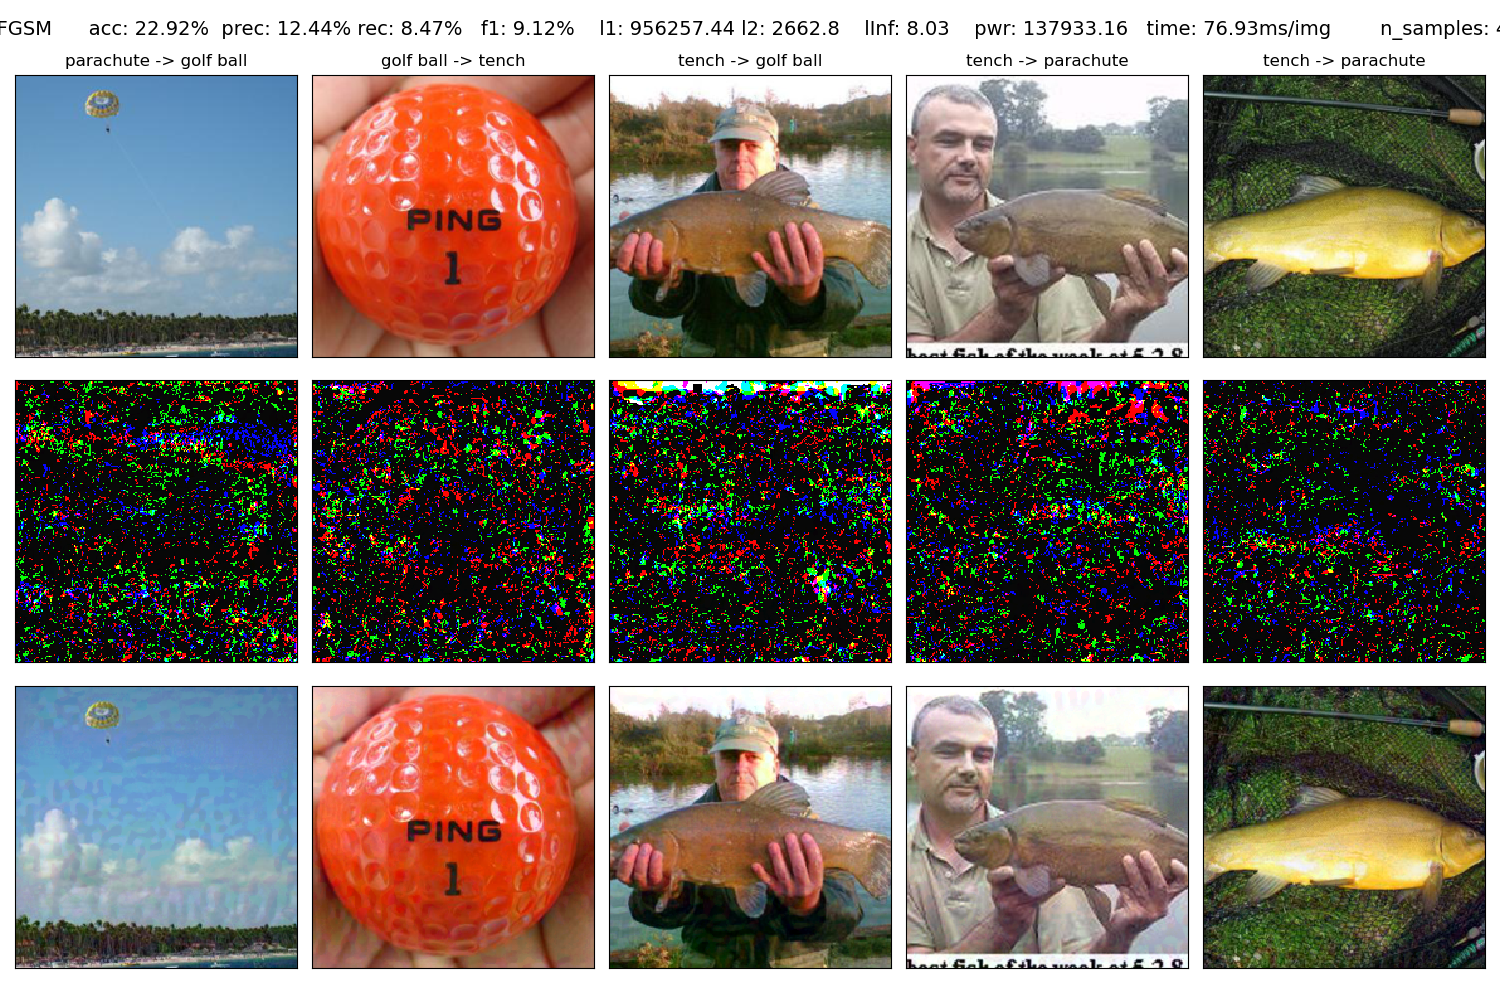 FGSM acc: 22.92% prec: 12.44% rec: 8.47% f1: 9.12% l1: 956257.44 l2: 2662.8 lInf: 8.03 pwr: 137933.16 time: 76.93ms/img n_samples:
parachute -> golf ball
golf ball -> tench
tench -> golf ball
tench -> parachute
tench -> parachute
PING
1
best fish of the week at 5.2.8
PING
1
best fish of the week at 5.2.8